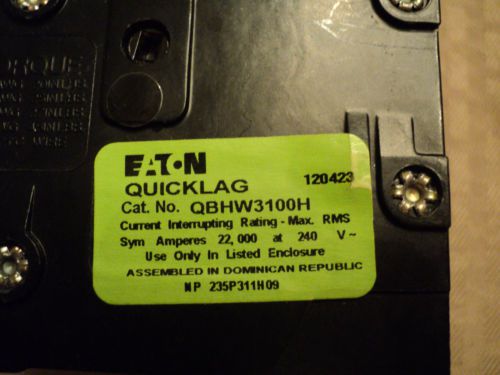 TORQUE
EATON
QUICKLAG 120423
Cat. No. QBHW3100H
Current Interrupting Rating - Max. RMS
Sym Amperes 22,000 at 240 V~
Use Only In Listed Enclosure
ASSEMBLED IN DOMINICAN REPUBLIC
NP 235P311H09